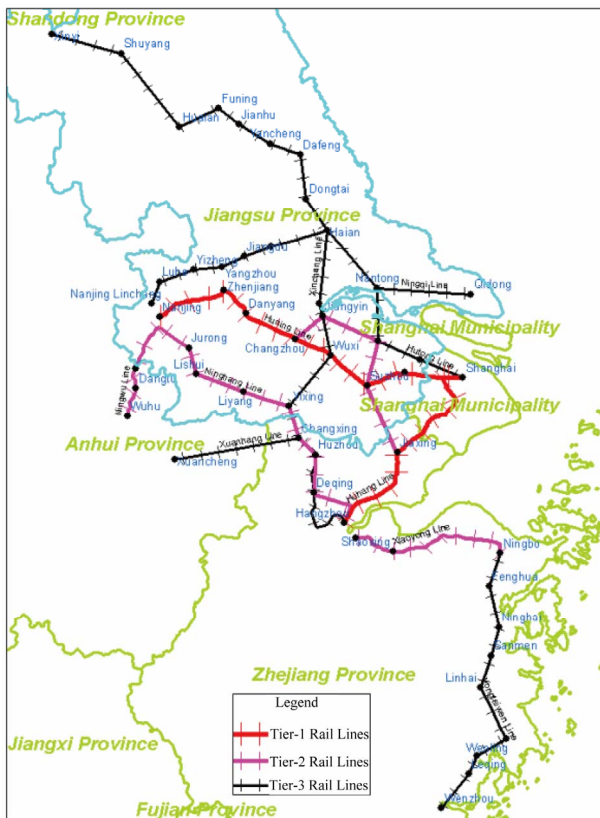 Shandong Province
Shuyang
Funing
Jianhu
Yancheng
Dafeng
Dongtai
Jiangsu Province
Haian
Jiangdu
Yizheng
Luhe
Yangzhou
Xinchang Line
Nantong
Ningqi Line
Qidong
Zhenjiang
Nanjing Lincheng
Nanjing
Danyang
Jiangyin
Shanghai Municipality
Huning Line
Changzhou
Hutong Line
Jurong
Wuxi
Lishui
Suzhou
Shanghai
Ningwu Line
Dangtu
Ninghang Line
Liyang
Yixing
Shanghai Municipality
Wuhu
Anhui Province
Xuanhang Line
Changxing
Huzhou
Jiaxing
Xuancheng
Deqing
Huhang Line
Hangzhou
Shaoxing
Xiaoyong Line
Ningbo
Fenghua
Ninghai
Sanmen
Zhejiang Province
Linhai
Legend
Tier-1 Rail Lines
Tier-2 Rail Lines
Tier-3 Rail Lines
Jiangxi Province
Wenling
Yueqing
Wenzhou
Fujian Province